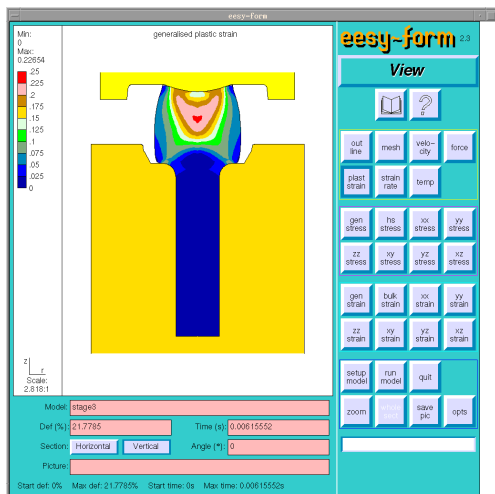 eesy-form
Min:
0
Max:
0.22654
.25
.225
.2
.175
.15
.125
.1
.075
.05
.025
0
generalised plastic strain
z
r
Scale:
2.818:1
eesy-form 2.3
View
out line
mesh
velo- city
force
plast strain
strain rate
temp
gen stress
hs stress
xx stress
yy stress
zz stress
xy stress
yz stress
xz stress
gen strain
bulk strain
xx strain
yy strain
zz strain
xy strain
yz strain
xz strain
setup model
run model
quit
zoom
save pic
opts
Model: stage3
Def (%): 21.7785
Time (s): 0.00615552
Section: Horizontal Vertical
Angle (°): 0
Picture:
Start def: 0% Max def: 21.7785% Start time: 0s Max time: 0.00615552s